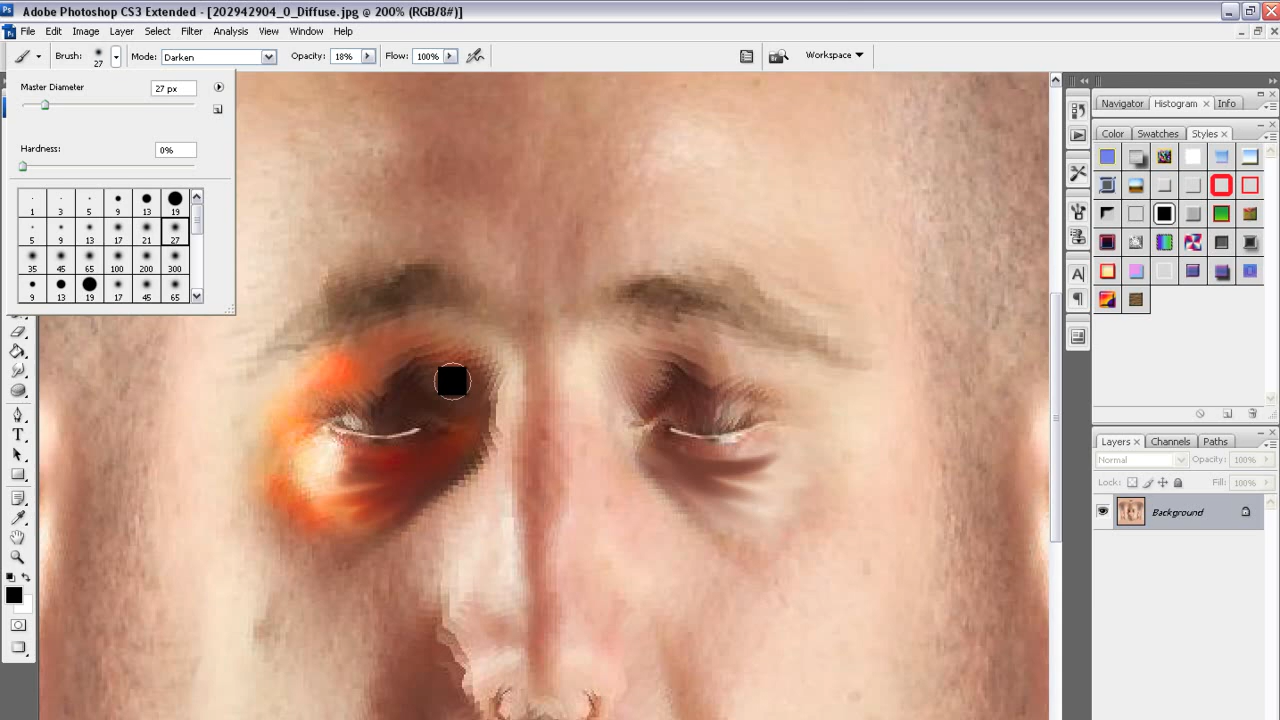 Adobe Photoshop CS3 Extended - [202942904_0_Diffuse.jpg @ 200% (RGB/8#)]
File Edit Image Layer Select Filter Analysis View Window Help
Brush: 27 Mode: Darken Opacity: 18% Flow: 100% Workspace
Master Diameter 27 px
Hardness: 0%
1 3 5 9 13 19
5 9 13 17 21 27
35 45 65 100 200 300
9 13 19 17 45 65
Navigator Histogram Info
Color Swatches Styles
Layers Channels Paths
Normal Opacity: 100%
Lock: Fill: 100%
Background